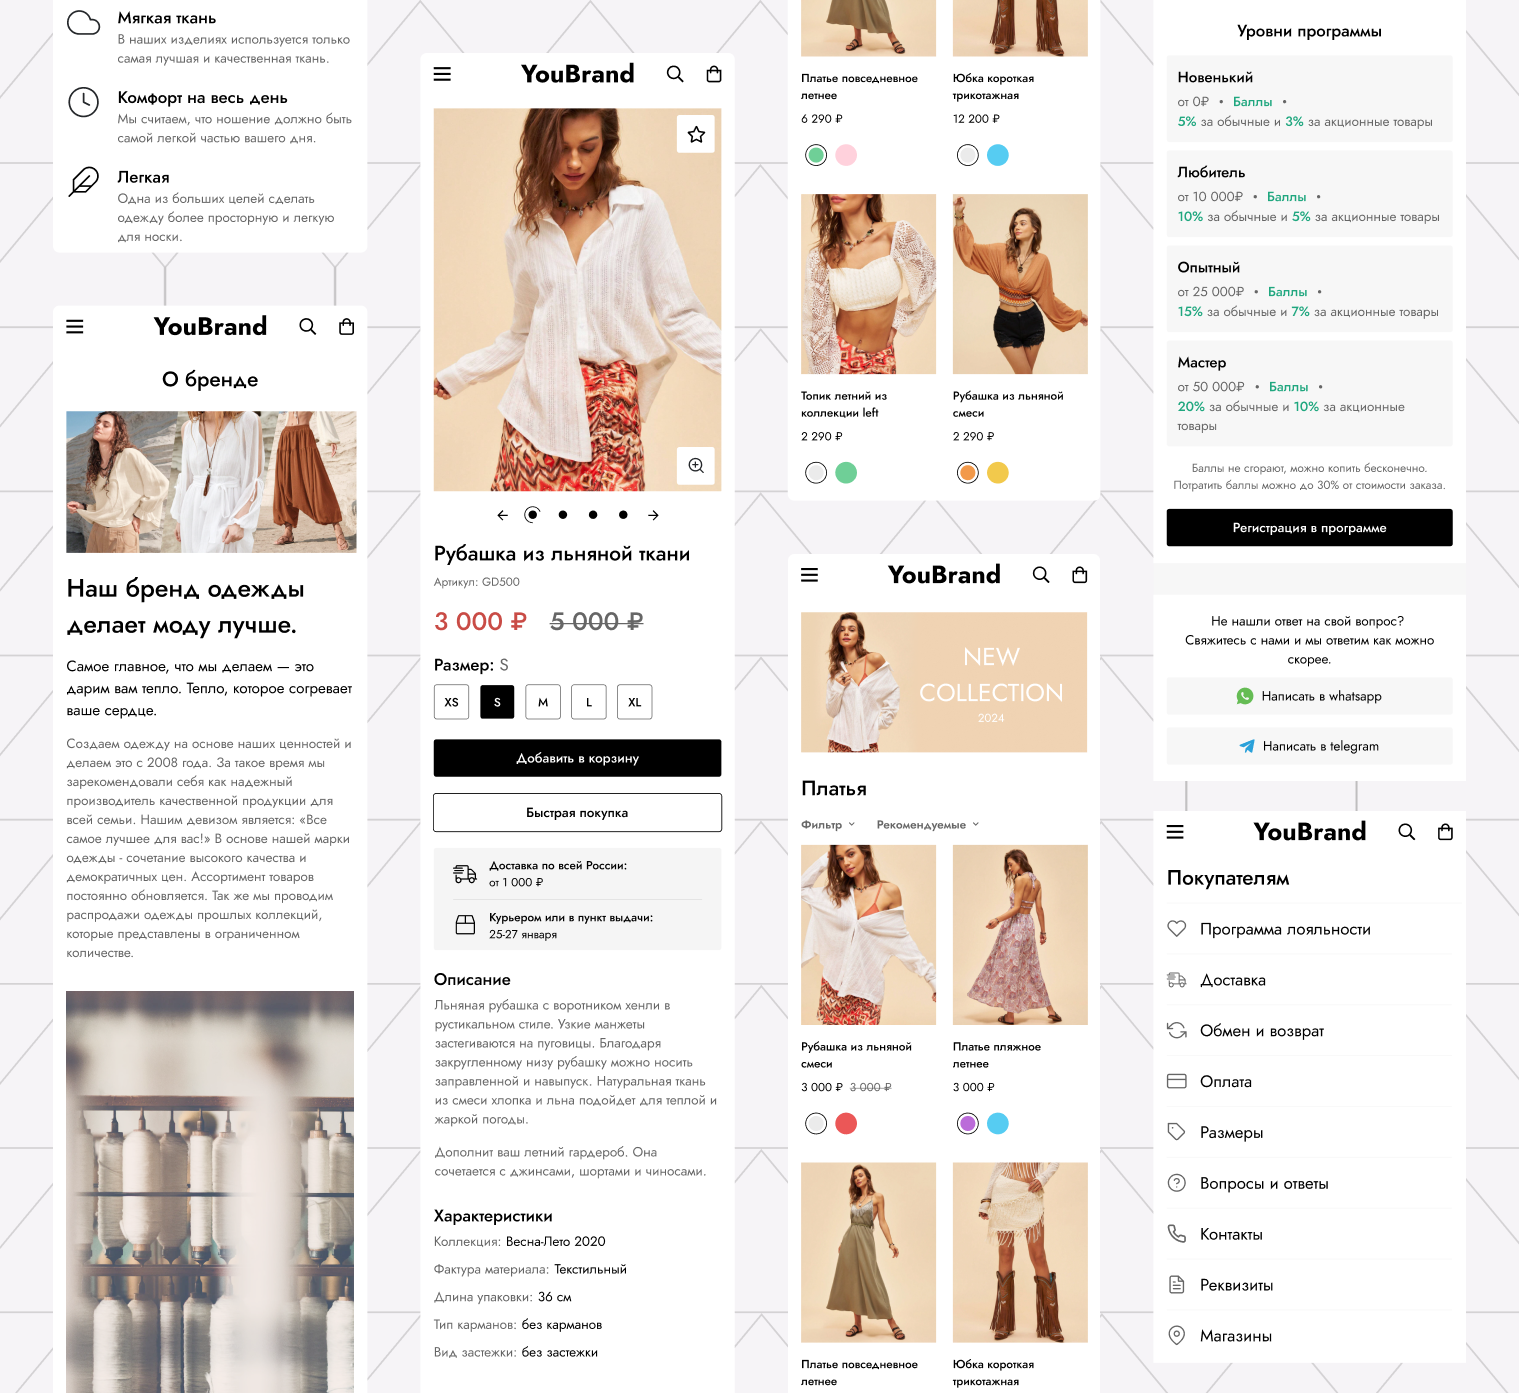 Мягкая ткань
В наших изделиях используется только
самая лучшая и качественная ткань.
Комфорт на весь день
Мы считаем, что ношение должно быть
самой легкой частью вашего дня.
Легкая
Одна из больших целей сделать
одежду более просторную и легкую
для носки.
YouBrand
О бренде
Наш бренд одежды
делает моду лучше.
Самое главное, что мы делаем — это
дарим вам тепло. Тепло, которое согревает
ваше сердце.
Создаем одежду на основе наших ценностей и
делаем это с 2008 года. За такое время мы
зарекомендовали себя как надежный
производитель качественной продукции для
всей семьи. Нашим девизом является: «Все
самое лучшее для вас!» В основе нашей марки
одежды - сочетание высокого качества и
демократичных цен. Ассортимент товаров
постоянно обновляется. Так же мы проводим
распродажи одежды прошлых коллекций,
которые представлены в ограниченном
количестве.
YouBrand
Рубашка из льняной ткани
Артикул: GD500
3 000 ₽ 5 000 ₽
Размер: S
XS S M L XL
Добавить в корзину
Быстрая покупка
Доставка по всей России:
от 1 000 ₽
Курьером или в пункт выдачи:
25-27 января
Описание
Льняная рубашка с воротником хенли в
рустикальном стиле. Узкие манжеты
застегиваются на пуговицы. Благодаря
закругленному низу рубашку можно носить
заправленной и навыпуск. Натуральная ткань
из смеси хлопка и льна подойдет для теплой и
жаркой погоды.
Дополнит ваш летний гардероб. Она
сочетается с джинсами, шортами и чиносами.
Характеристики
Коллекция: Весна-Лето 2020
Фактура материала: Текстильный
Длина упаковки: 36 см
Тип карманов: без карманов
Вид застежки: без застежки
Платье повседневное
летнее
6 290 ₽
Юбка короткая
трикотажная
12 200 ₽
Топик летний из
коллекции left
2 290 ₽
Рубашка из льняной
смеси
2 290 ₽
YouBrand
NEW
COLLECTION
2024
Платья
Фильтр Рекомендуемые
Рубашка из льняной
смеси
3 000 ₽ 3 000 ₽
Платье пляжное
летнее
3 000 ₽
Платье повседневное
летнее
Юбка короткая
трикотажная
Уровни программы
Новенький
от 0₽ • Баллы •
5% за обычные и 3% за акционные товары
Любитель
от 10 000₽ • Баллы •
10% за обычные и 5% за акционные товары
Опытный
от 25 000₽ • Баллы •
15% за обычные и 7% за акционные товары
Мастер
от 50 000₽ • Баллы •
20% за обычные и 10% за акционные
товары
Баллы не сгорают, можно копить бесконечно.
Потратить баллы можно до 30% от стоимости заказа.
Регистрация в программе
Не нашли ответ на свой вопрос?
Свяжитесь с нами и мы ответим как можно
скорее.
Написать в whatsapp
Написать в telegram
YouBrand
Покупателям
Программа лояльности
Доставка
Обмен и возврат
Оплата
Размеры
Вопросы и ответы
Контакты
Реквизиты
Магазины